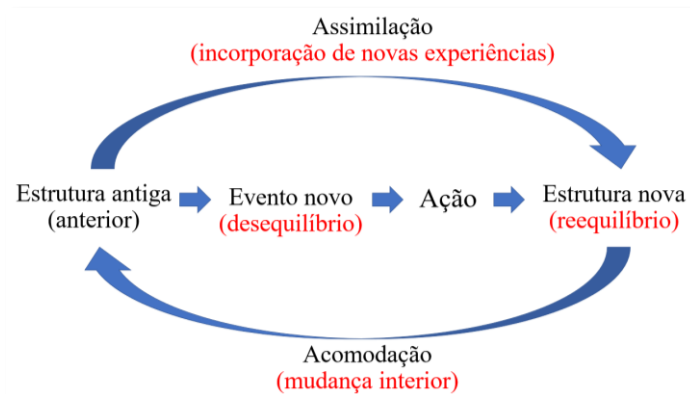 Assimilação
(incorporação de novas experiências)
Estrutura antiga
(anterior)
Evento novo
(desequilíbrio)
Ação
Estrutura nova
(reequilíbrio)
Acomodação
(mudança interior)